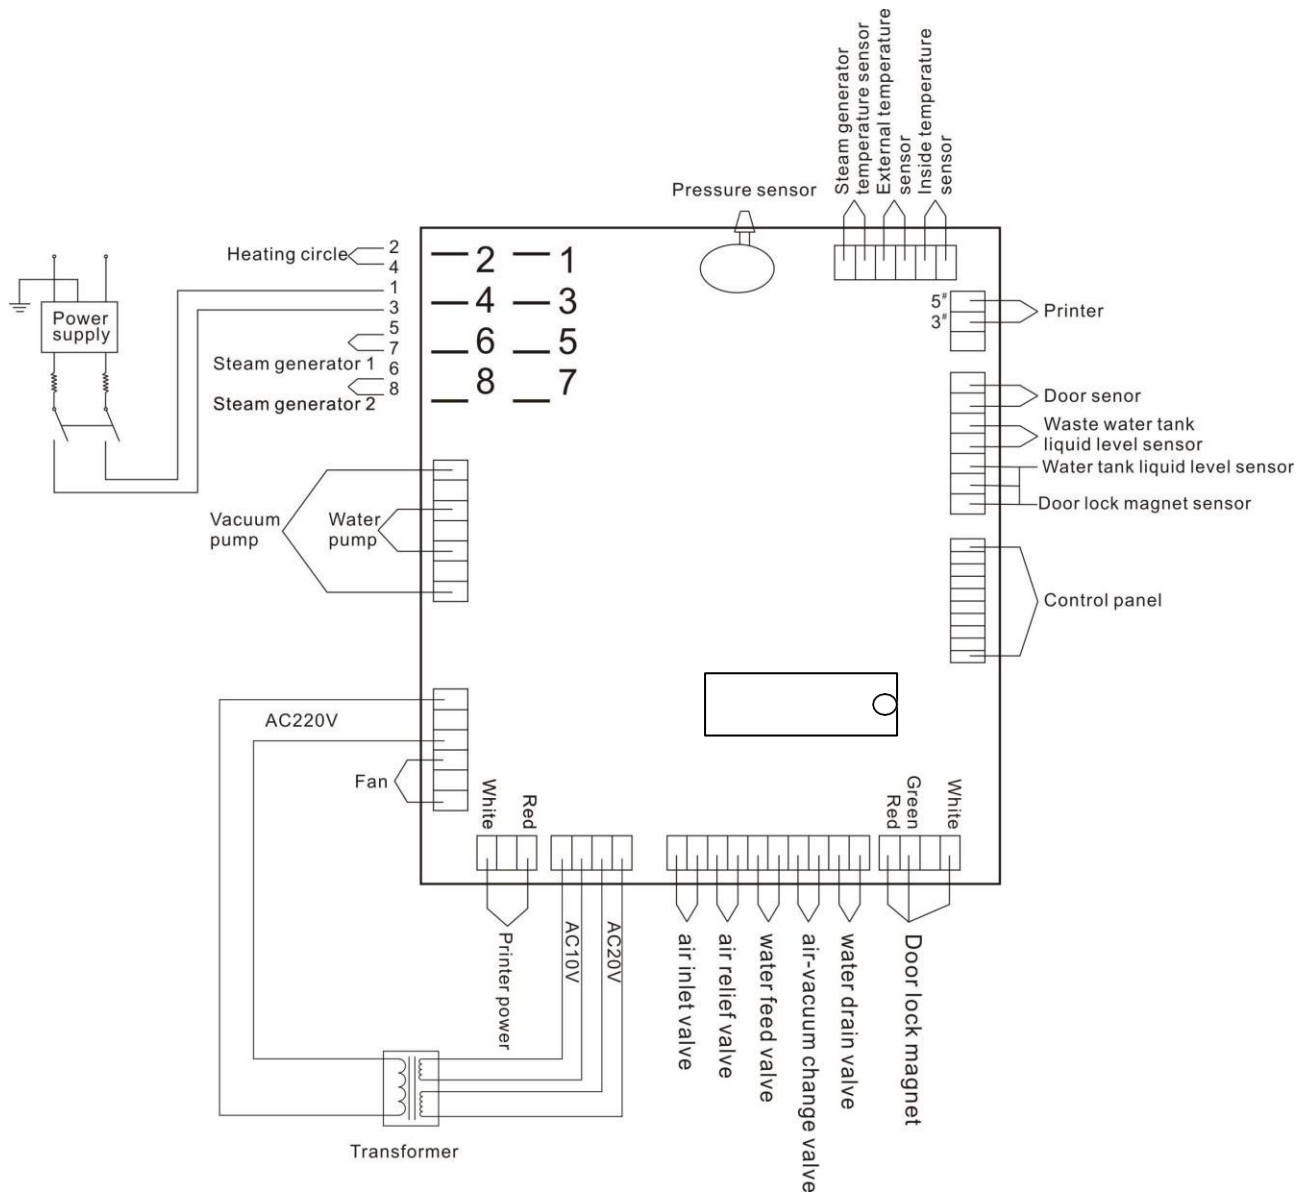 Steam generator
temperature sensor
External temperature
sensor
Inside temperature
sensor
Pressure sensor
Heating circle
2
4
1
3
5
7
Steam generator 1
6
8
Steam generator 2
2 1
4 3
6 5
8 7
Power
supply
5#
3#
Printer
Door senor
Waste water tank
liquid level sensor
Water tank liquid level sensor
Door lock magnet sensor
Vacuum
pump
Water
pump
Control panel
AC220V
Fan
White
Red
Red
Green
White
Printer power
AC10V
AC20V
air inlet valve
air relief valve
water feed valve
air-vacuum change valve
water drain valve
Door lock magnet
Transformer